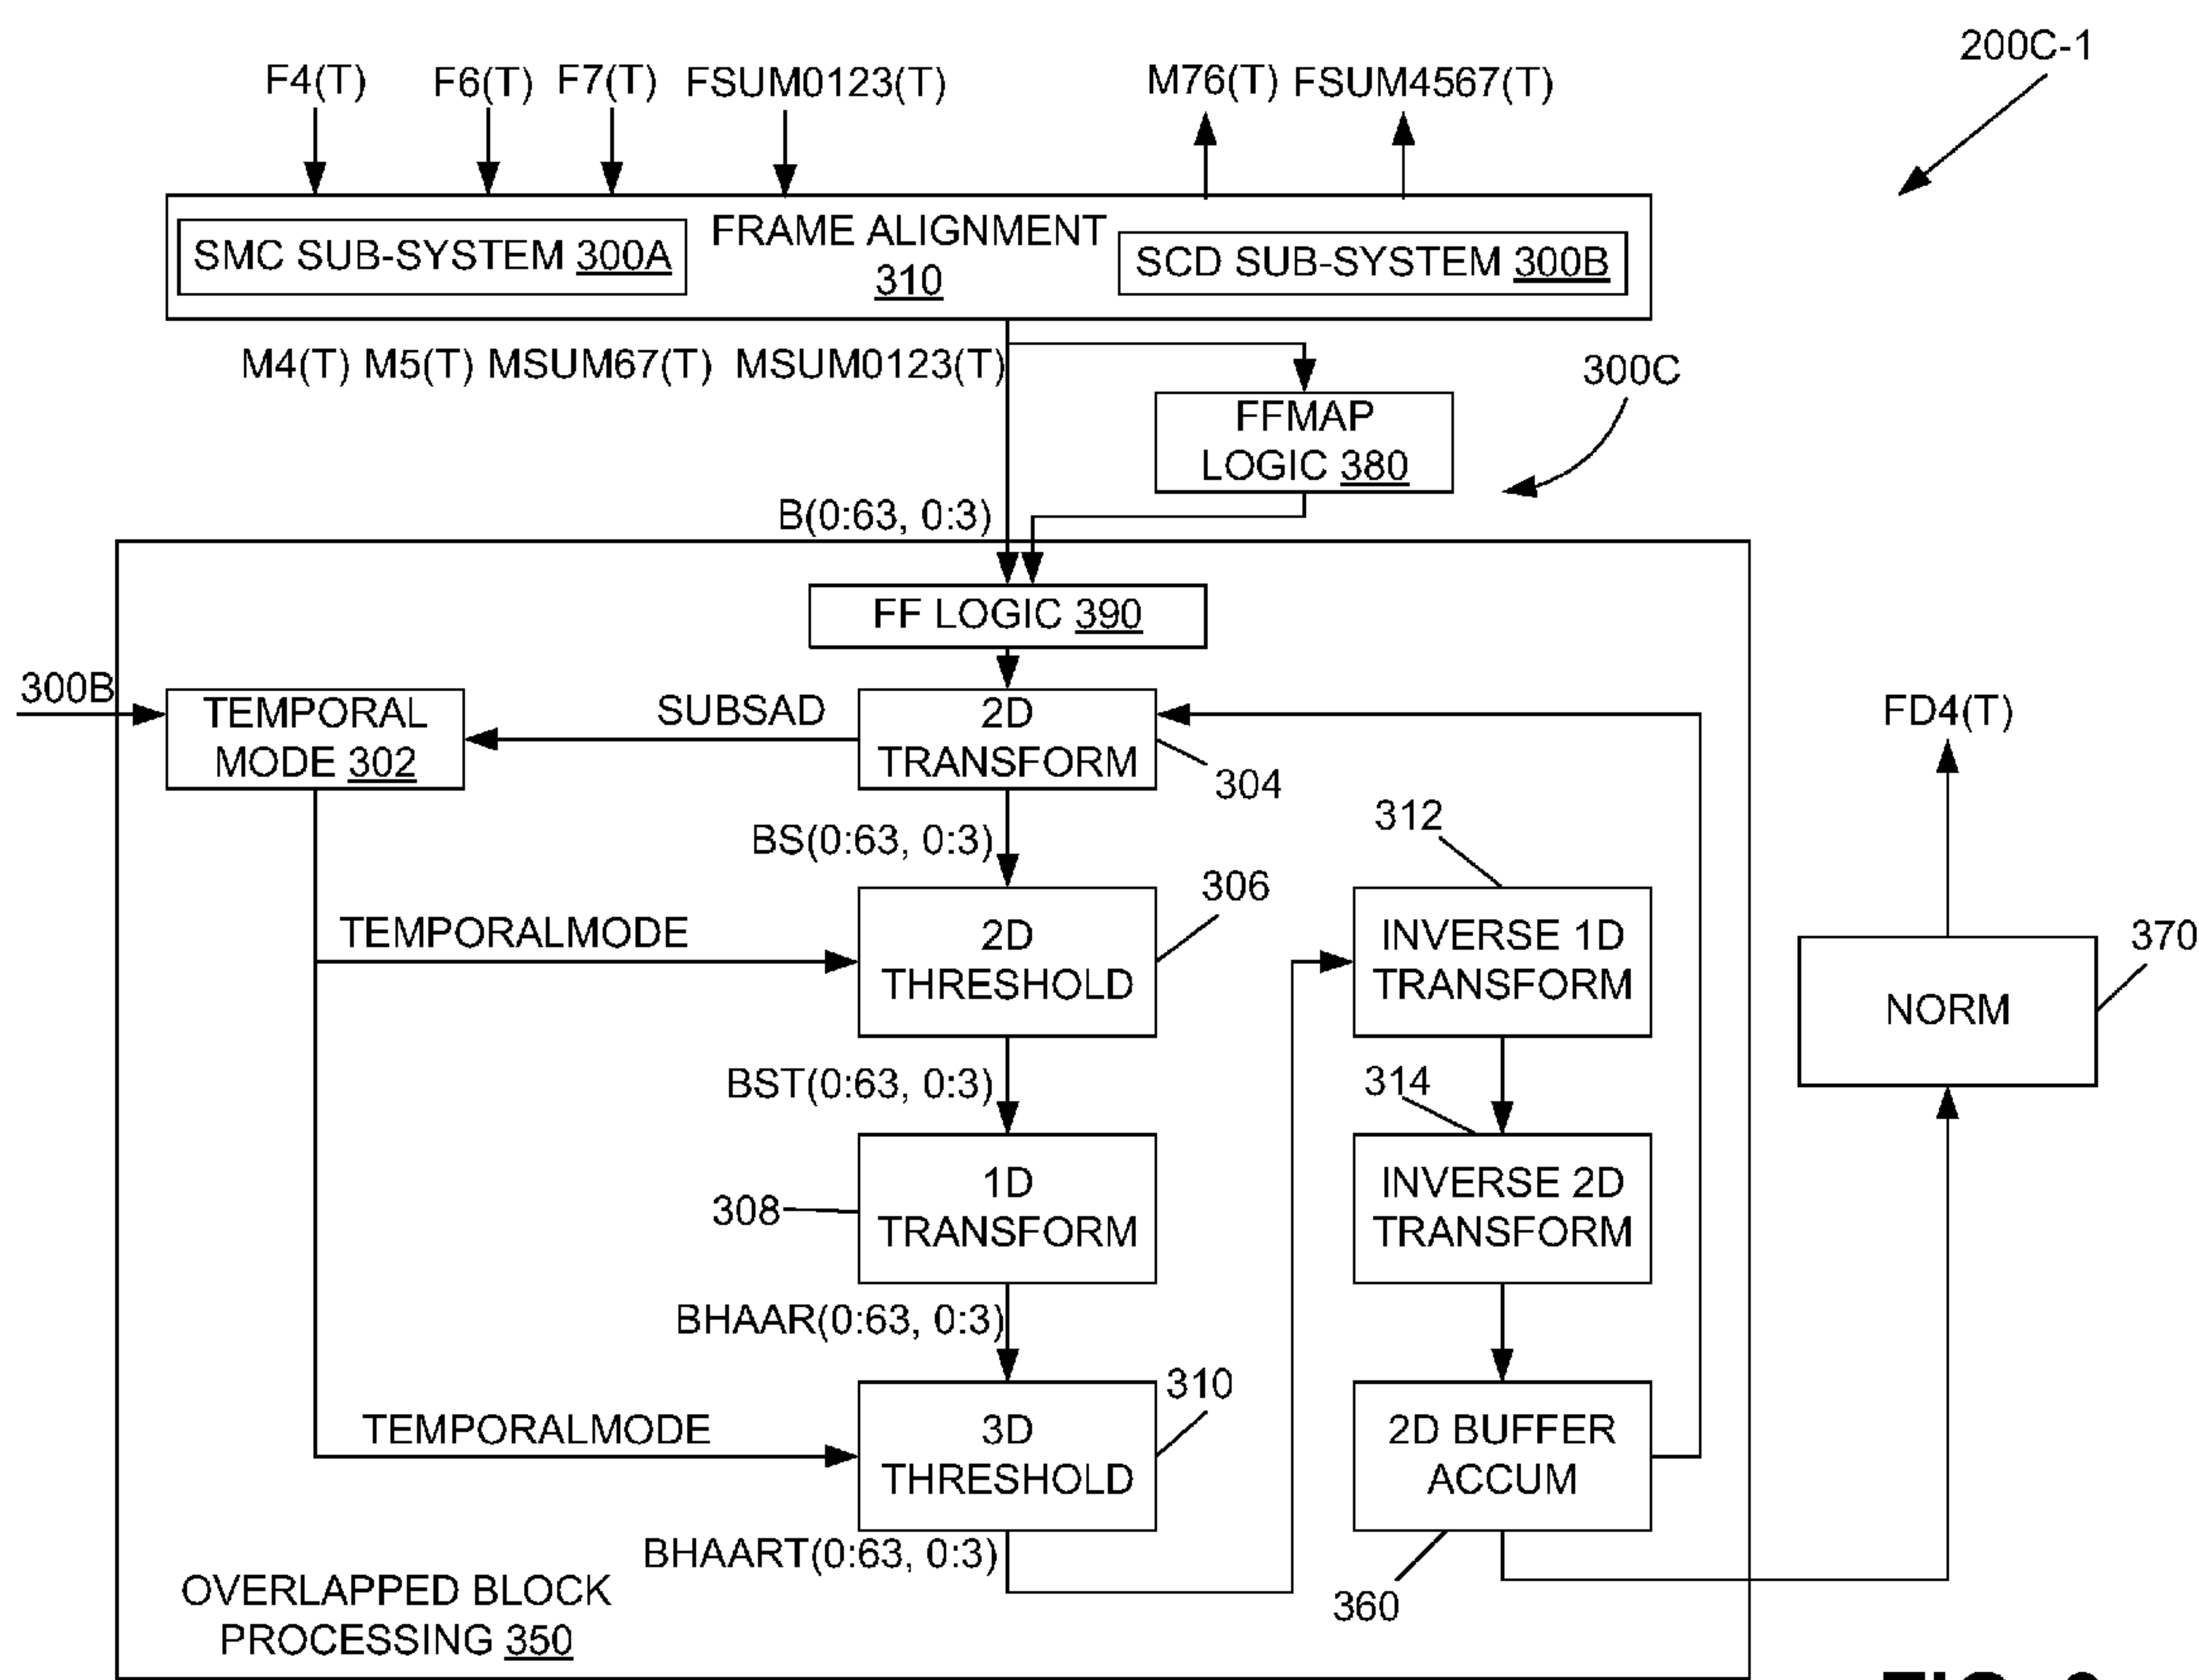 200C-1
F4(T) F6(T) F7(T) FSUM0123(T) M76(T) FSUM4567(T)
SMC SUB-SYSTEM 300A
FRAME ALIGNMENT
310
SCD SUB-SYSTEM 300B
M4(T) M5(T) MSUM67(T) MSUM0123(T)
300C
FFMAP
LOGIC 380
B(0:63, 0:3)
FF LOGIC 390
300B
TEMPORAL
MODE 302
SUBSAD
2D
TRANSFORM
304
FD4(T)
BS(0:63, 0:3)
312
306
TEMPORALMODE
2D
THRESHOLD
INVERSE 1D
TRANSFORM
370
NORM
BST(0:63, 0:3)
314
308
1D
TRANSFORM
INVERSE 2D
TRANSFORM
BHAAR(0:63, 0:3)
310
TEMPORALMODE
3D
THRESHOLD
2D BUFFER
ACCUM
BHAART(0:63, 0:3)
360
OVERLAPPED BLOCK
PROCESSING 350